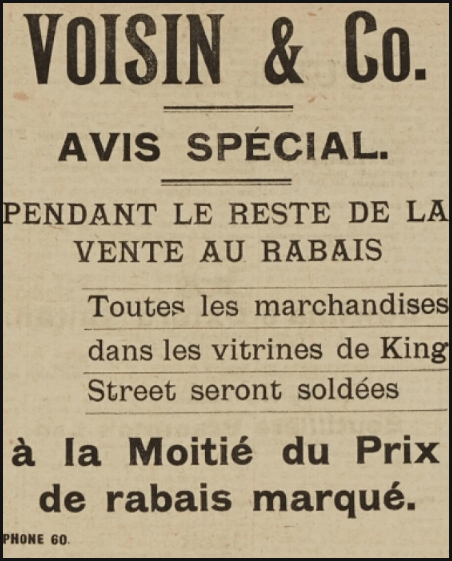 VOISIN & Co.
AVIS SPÉCIAL.
PENDANT LE RESTE DE LA
VENTE AU RABAIS
Toutes les marchandises
dans les vitrines de King
Street seront soldées
à la Moitié du Prix
de rabais marqué.
PHONE 60.